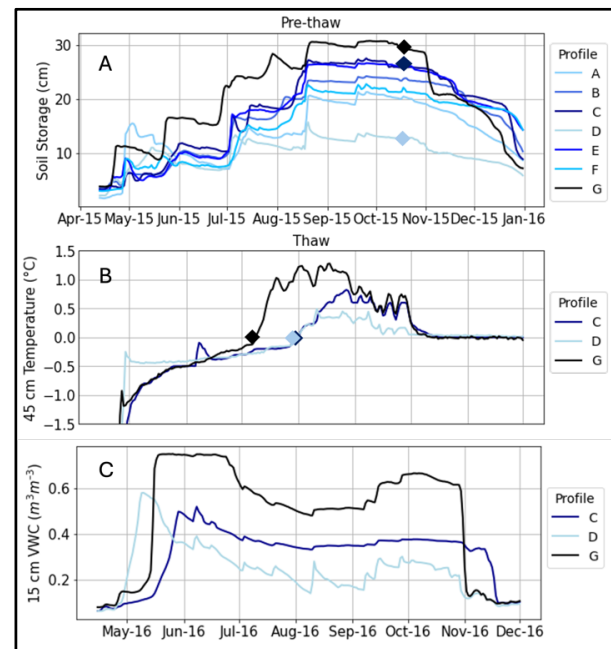 Pre-thaw
A
Soil Storage (cm)
30
20
10
Apr-15 May-15 Jun-15 Jul-15 Aug-15 Sep-15 Oct-15 Nov-15 Dec-15 Jan-16
Profile
A
B
C
D
E
F
G
Thaw
B
45 cm Temperature (°C)
1.5
1.0
0.5
0.0
−0.5
−1.0
−1.5
Profile
C
D
G
C
15 cm VWC (m³m⁻³)
0.6
0.4
0.2
May-16 Jun-16 Jul-16 Aug-16 Sep-16 Oct-16 Nov-16 Dec-16
Profile
C
D
G